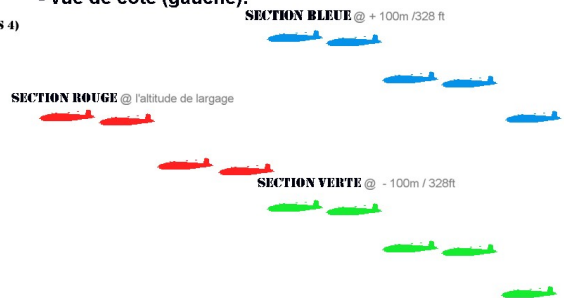 - Vue de côté (gauche):
S 4)
SECTION BLEUE @ + 100m /328 ft
SECTION ROUGE @ l'altitude de largage
SECTION VERTE @ - 100m / 328ft